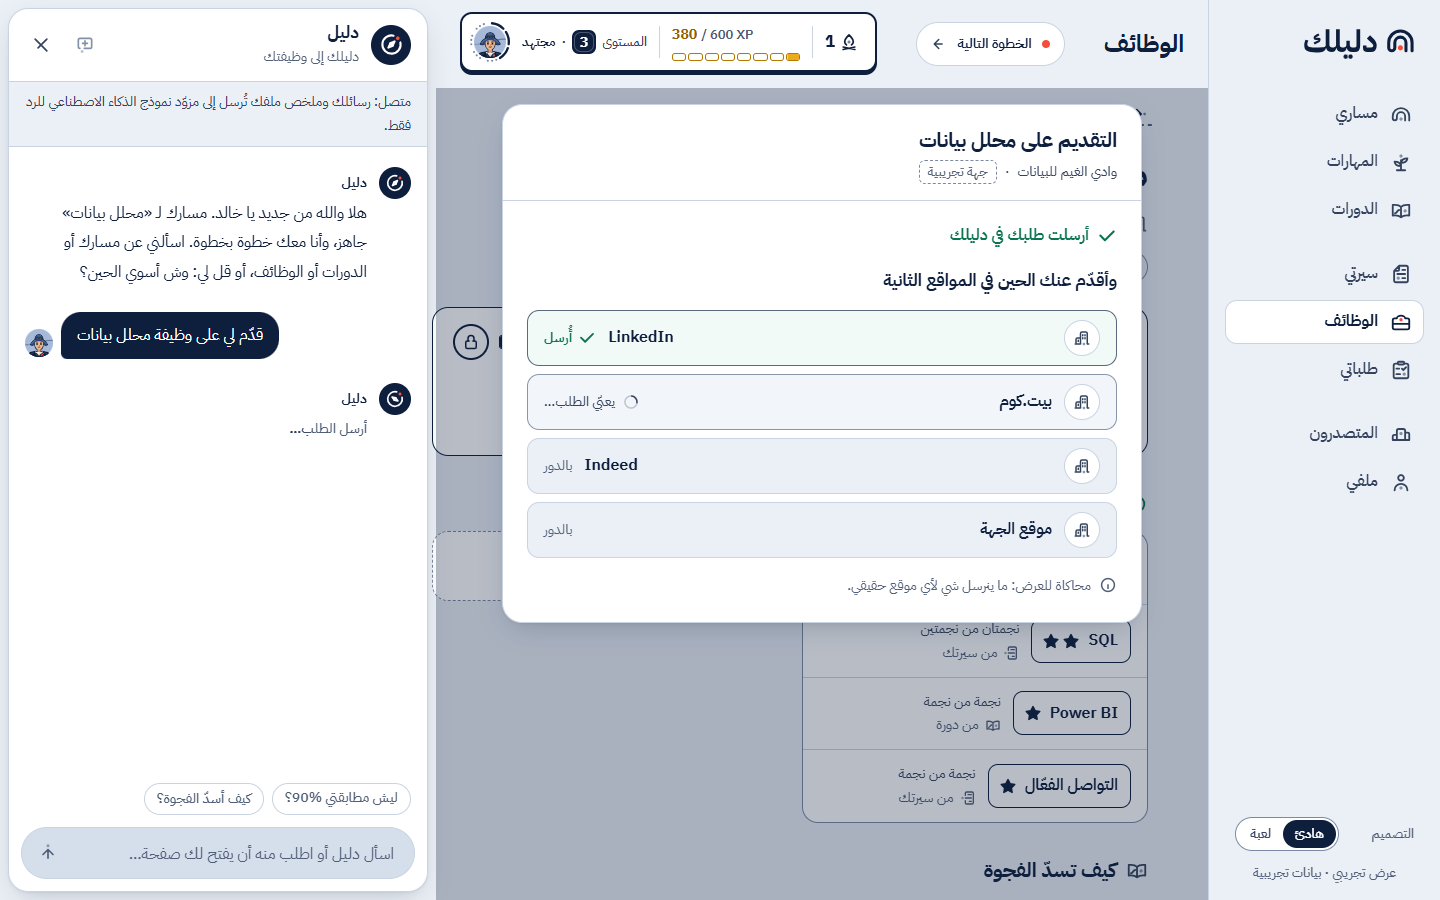 دليلك
مساري
المهارات
الدورات
سيرتي
الوظائف
طلباتي
المتصدرون
ملفي
التصميم
هادئ
لعبة
عرض تجريبي · بيانات تجريبية
الوظائف
الخطوة التالية
1
380 / 600 XP
المستوى 3 · مجتهد
التقديم على محلل بيانات
وادي الغيم للبيانات · جهة تجريبية
أرسلت طلبك في دليلك
وأقدّم عنك الحين في المواقع الثانية
LinkedIn أُرسل
بيت.كوم يعبّي الطلب...
Indeed بالدور
موقع الجهة بالدور
محاكاة للعرض: ما ينرسل شي لأي موقع حقيقي.
SQL
نجمتان من نجمتين
من سيرتك
Power BI
نجمة من نجمة
من دورة
التواصل الفعّال
نجمة من نجمة
من سيرتك
كيف تسدّ الفجوة
دليل
دليلك إلى وظيفتك
متصل: رسائلك وملخص ملفك تُرسل إلى مزوّد نموذج الذكاء الاصطناعي للرد
فقط.
دليل
هلا والله من جديد يا خالد. مسارك لـ «محلل بيانات»
جاهز، وأنا معك خطوة بخطوة. اسألني عن مسارك أو
الدورات أو الوظائف، أو قل لي: وش أسوي الحين؟
قدّم لي على وظيفة محلل بيانات
دليل
أرسل الطلب...
ليش مطابقتي 90%؟
كيف أسدّ الفجوة؟
اسأل دليل أو اطلب منه أن يفتح لك صفحة...